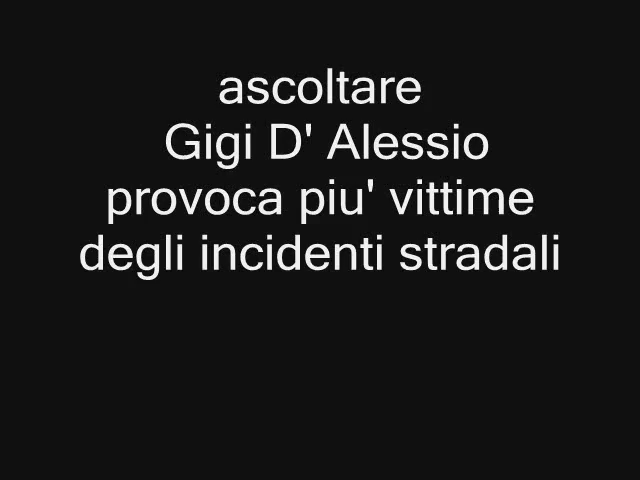 ascoltare
Gigi D' Alessio
provoca piu' vittime
degli incidenti stradali